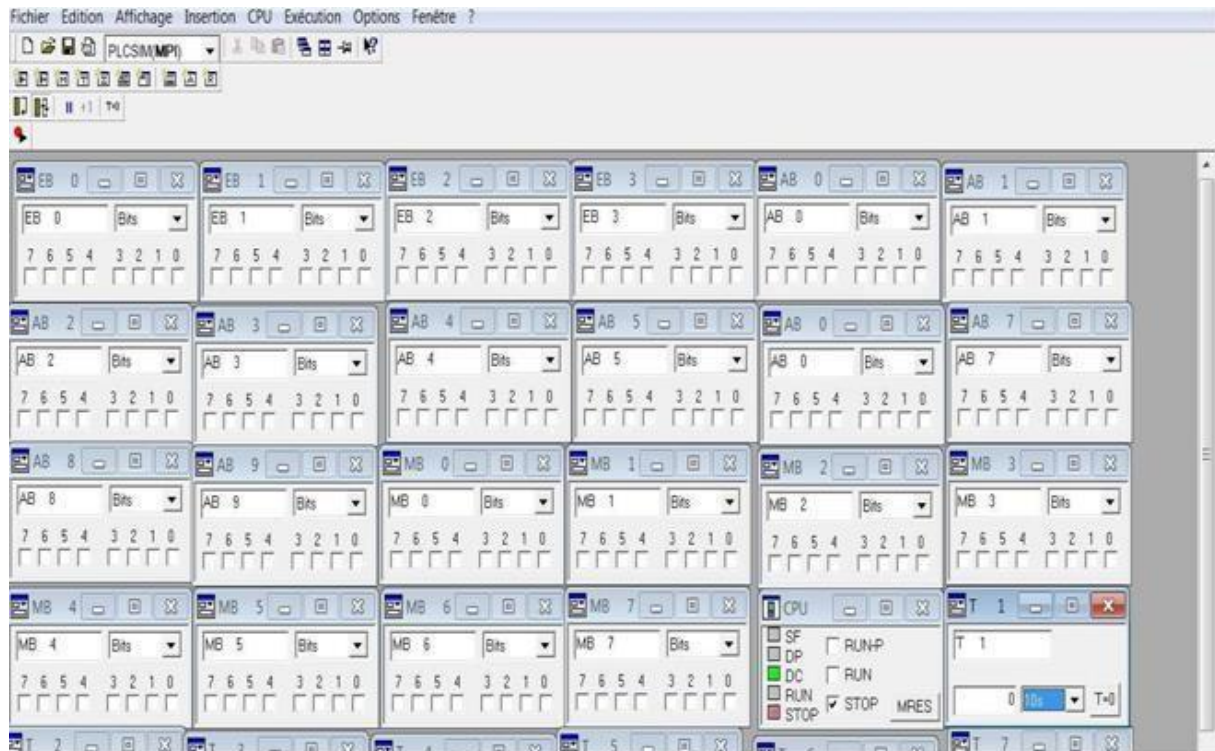 Fichier Edition Affichage Insertion CPU Exécution Options Fenêtre ?
PLCSIM(MPI)
+1 T=0
EB 0 EB 1 EB 2 EB 3 AB 0 AB 1
EB 0 Bits EB 1 Bits EB 2 Bits EB 3 Bits AB 0 Bits AB 1 Bits
7 6 5 4 3 2 1 0 7 6 5 4 3 2 1 0 7 6 5 4 3 2 1 0 7 6 5 4 3 2 1 0 7 6 5 4 3 2 1 0 7 6 5 4 3 2 1 0
AB 2 AB 3 AB 4 AB 5 AB 0 AB 7
AB 2 Bits AB 3 Bits AB 4 Bits AB 5 Bits AB 0 Bits AB 7 Bits
7 6 5 4 3 2 1 0 7 6 5 4 3 2 1 0 7 6 5 4 3 2 1 0 7 6 5 4 3 2 1 0 7 6 5 4 3 2 1 0 7 6 5 4 3 2 1 0
AB 8 AB 9 MB 0 MB 1 MB 2 MB 3
AB 8 Bits AB 9 Bits MB 0 Bits MB 1 Bits MB 2 Bits MB 3 Bits
7 6 5 4 3 2 1 0 7 6 5 4 3 2 1 0 7 6 5 4 3 2 1 0 7 6 5 4 3 2 1 0 7 6 5 4 3 2 1 0 7 6 5 4 3 2 1 0
MB 4 MB 5 MB 6 MB 7 CPU T 1
MB 4 Bits MB 5 Bits MB 6 Bits MB 7 Bits
7 6 5 4 3 2 1 0 7 6 5 4 3 2 1 0 7 6 5 4 3 2 1 0 7 6 5 4 3 2 1 0
SF
DP RUN-P
DC RUN
RUN
STOP STOP MRES
T 1
0 10s T=0
T 2 T 3 T 4 T 5 T 6 T 7